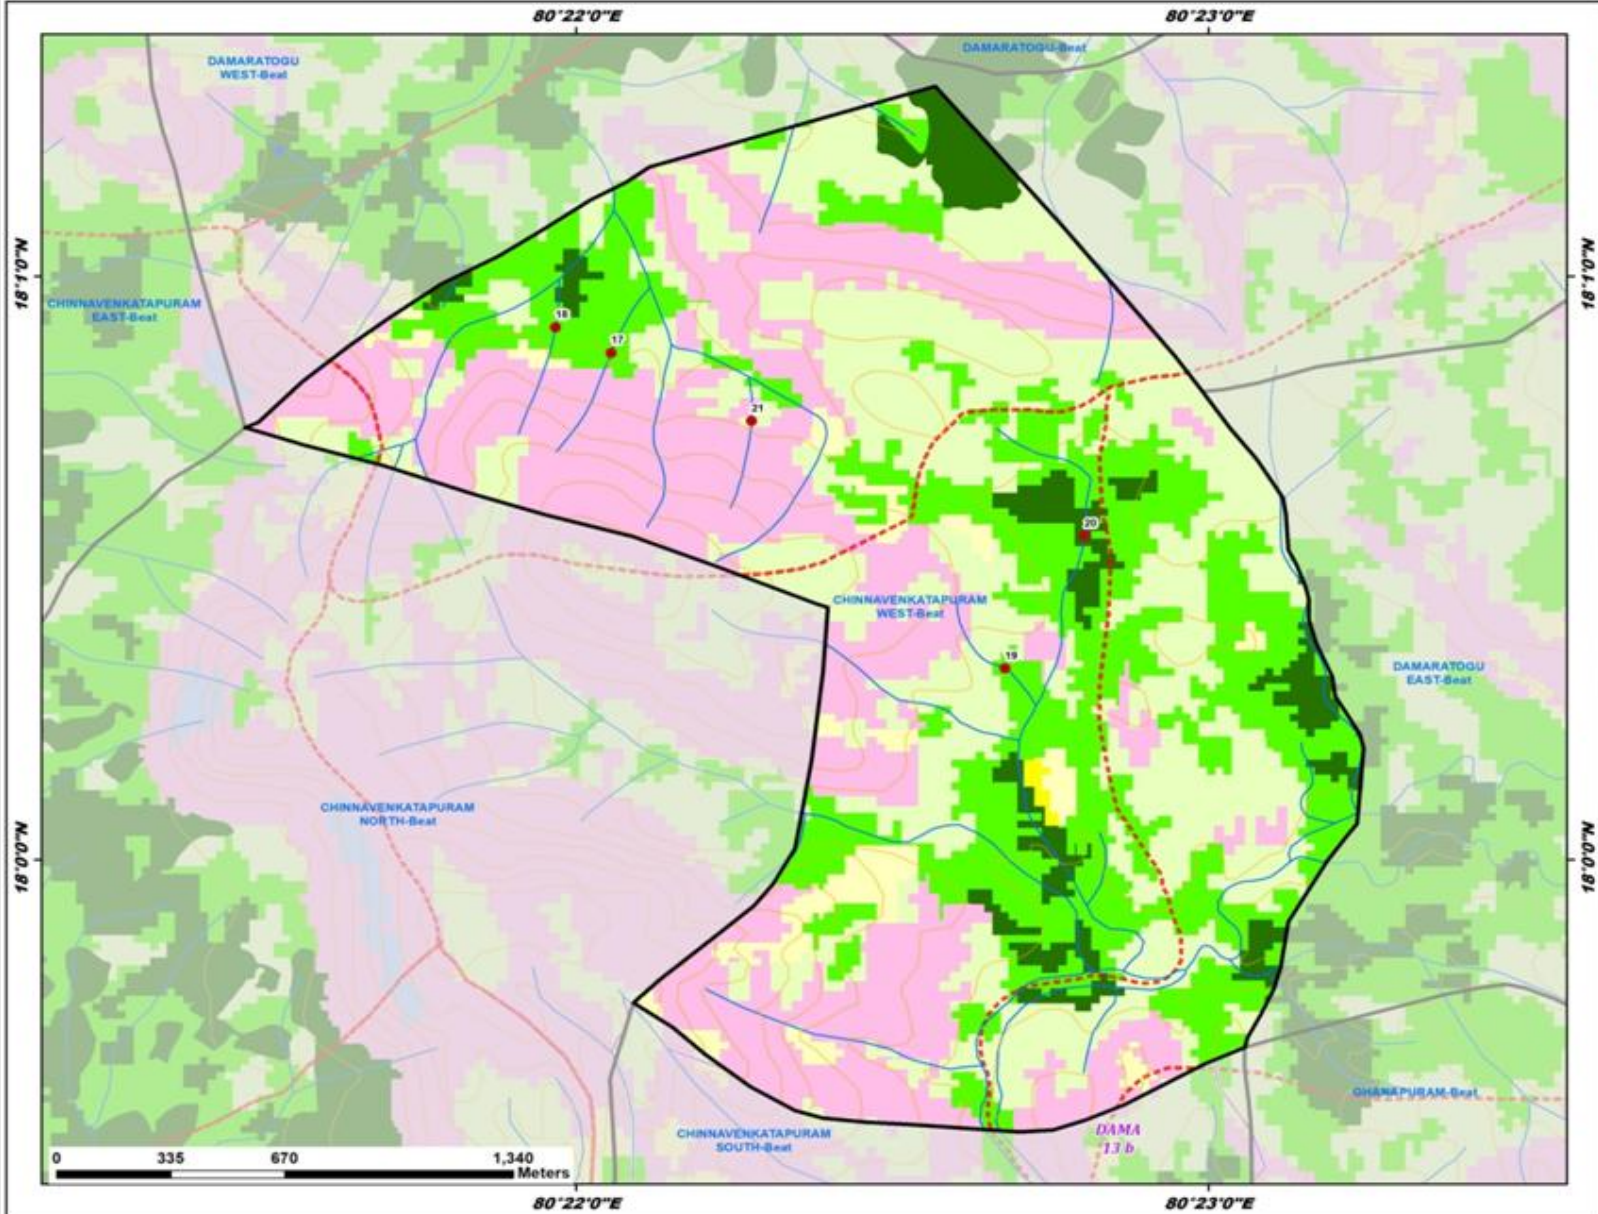 80°22'0"E
80°23'0"E
DAMARATOGU
WEST-Beat
DAMARATOGU-Beat
18°1'0"N
18°1'0"N
CHINNAVENKATAPURAM
EAST-Beat
18
17
21
20
CHINNAVENKATAPURAM
WEST-Beat
19
DAMARATOGU
EAST-Beat
CHINNAVENKATAPURAM
NORTH-Beat
18°0'0"N
18°0'0"N
GHANAPURAM-Beat
CHINNAVENKATAPURAM
SOUTH-Beat
DAMA
13 b
0 335 670 1,340
Meters
80°22'0"E
80°23'0"E